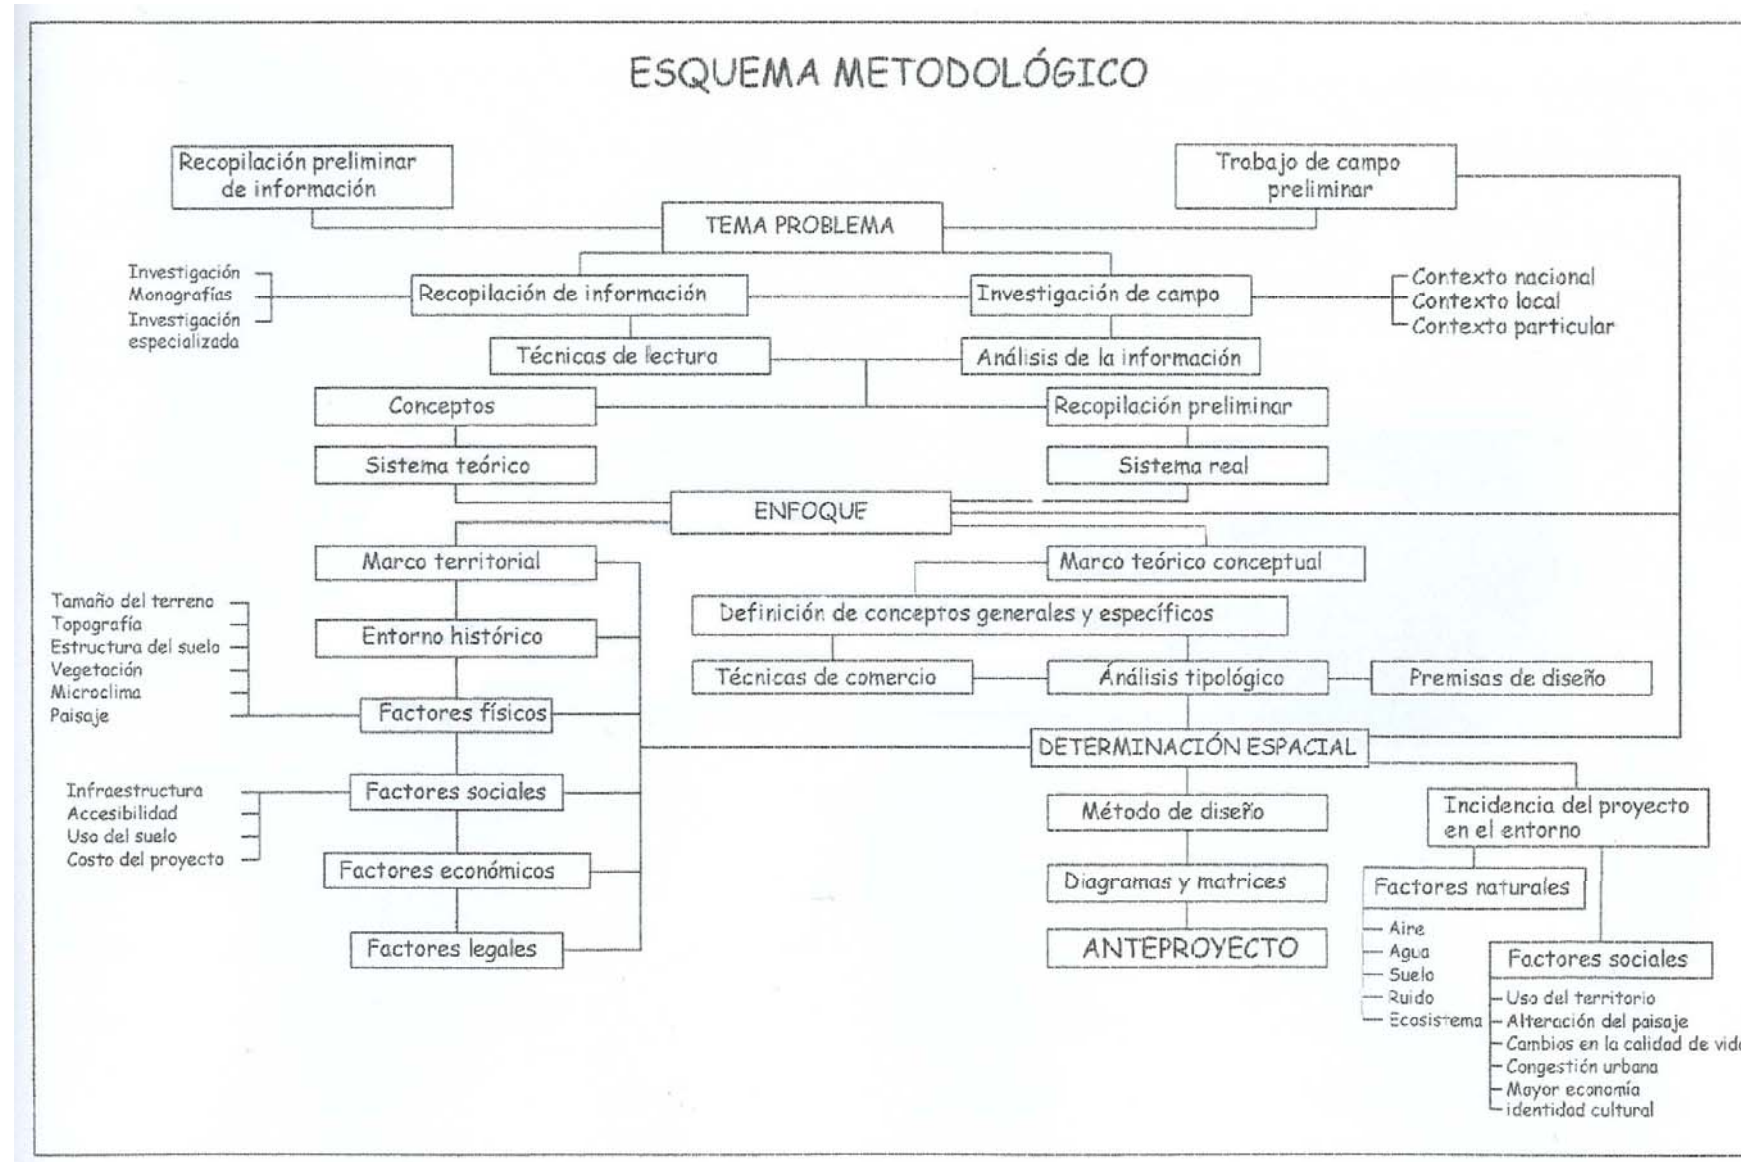 ESQUEMA METODOLÓGICO
Recopilación preliminar
de información
Trabajo de campo
preliminar
TEMA PROBLEMA
Investigación
Monografías
Investigación
especializada
Recopilación de información
Investigación de campo
Contexto nacional
Contexto local
Contexto particular
Técnicas de lectura
Análisis de la información
Conceptos
Recopilación preliminar
Sistema teórico
Sistema real
ENFOQUE
Marco territorial
Marco teórico conceptual
Tamaño del terreno
Topografía
Estructura del suelo
Vegetación
Microclima
Paisaje
Entorno histórico
Definición de conceptos generales y específicos
Técnicas de comercio
Análisis tipológico
Premisas de diseño
Factores físicos
DETERMINACIÓN ESPACIAL
Infraestructura
Accesibilidad
Uso del suelo
Costo del proyecto
Factores sociales
Método de diseño
Incidencia del proyecto
en el entorno
Factores económicos
Diagramas y matrices
Factores naturales
Aire
Agua
Suelo
Ruido
Ecosistema
Factores legales
ANTEPROYECTO
Factores sociales
Uso del territorio
Alteración del paisaje
Cambios en la calidad de vida
Congestión urbana
Mayor economía
identidad cultural